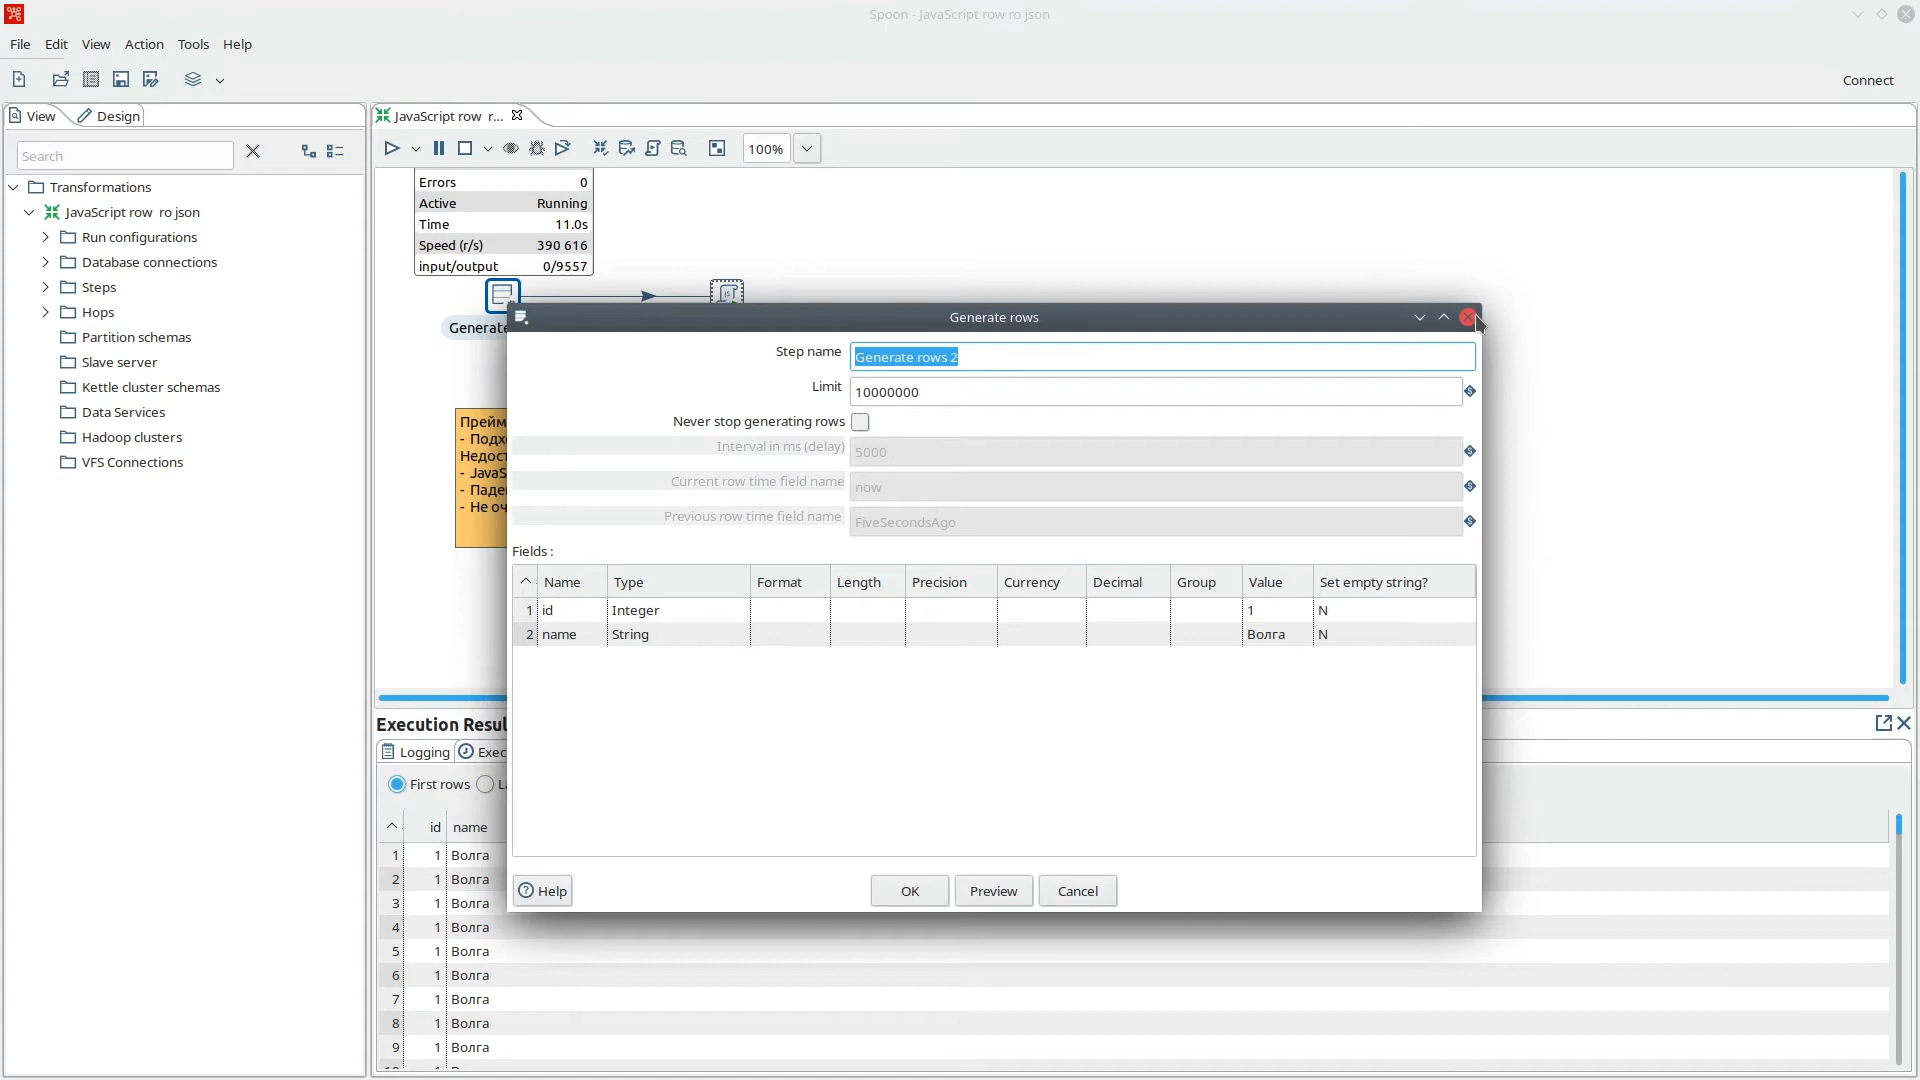 Spoon - JavaScript row ro json
File Edit View Action Tools Help
Connect
View Design
JavaScript row r...
Search
100%
Transformations
JavaScript row ro json
Run configurations
Database connections
Steps
Hops
Partition schemas
Slave server
Kettle cluster schemas
Data Services
Hadoop clusters
VFS Connections
Errors 0
Active Running
Time 11.0s
Speed (r/s) 390 616
input/output 0/9557
Generate
Generate rows
Step name Generate rows 2
Limit 10000000
Never stop generating rows
Interval in ms (delay) 5000
Current row time field name now
Previous row time field name FiveSecondsAgo
Fields :
Name Type Format Length Precision Currency Decimal Group Value Set empty string?
1 id Integer 1 N
2 name String Волга N
Help OK Preview Cancel
Execution Resul
Logging Exec
First rows
id name
1 1 Волга
2 1 Волга
3 1 Волга
4 1 Волга
5 1 Волга
6 1 Волга
7 1 Волга
8 1 Волга
9 1 Волга